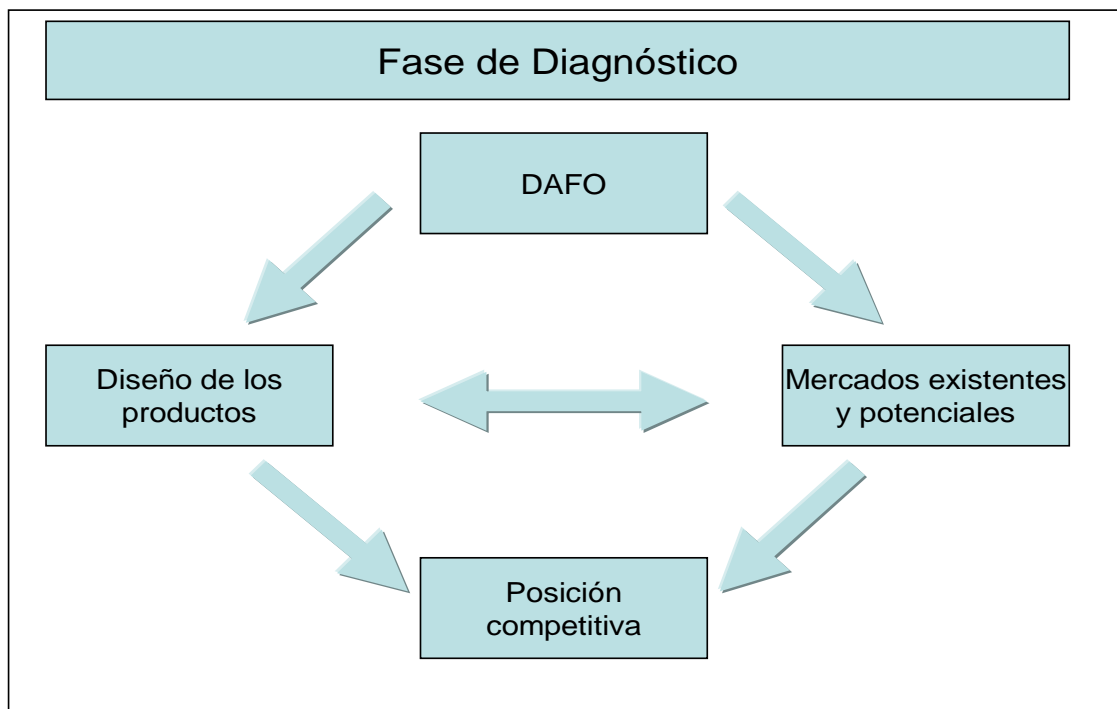 Fase de Diagnóstico
DAFO
Diseño de los
productos
Mercados existentes
y potenciales
Posición
competitiva